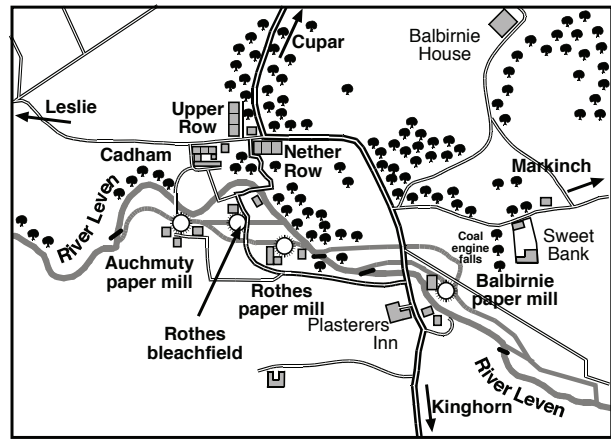 Balbirnie
House
Cupar
Leslie
Upper
Row
Cadham
Nether
Row
Markinch
River Leven
Coal
engine
falls
Sweet
Bank
Auchmuty
paper mill
Rothes
paper mill
Balbirnie
paper mill
Plasterers
Inn
Rothes
bleachfield
River Leven
Kinghorn